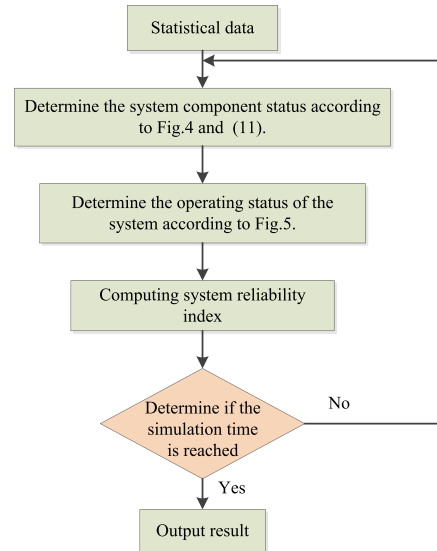 Statistical data
Determine the system component status according
to Fig.4 and (11).
Determine the operating status of the
system according to Fig.5.
Computing system reliability
index
Determine if the
simulation time
is reached
No
Yes
Output result